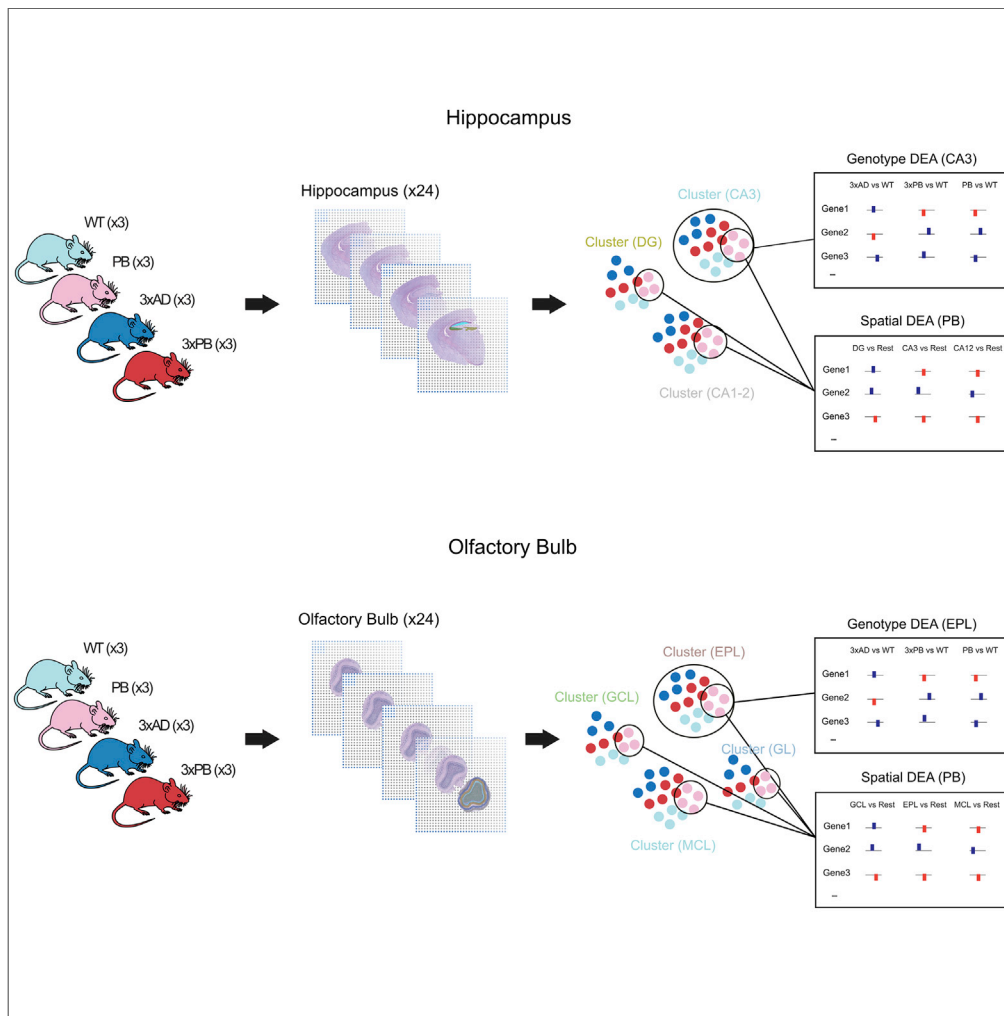 Hippocampus
Hippocampus (x24)
WT (x3)
PB (x3)
3xAD (x3)
3xPB (x3)
Cluster (CA3)
Cluster (DG)
Cluster (CA1-2)
Genotype DEA (CA3)
3xAD vs WT 3xPB vs WT PB vs WT
Gene1
Gene2
Gene3
...
Spatial DEA (PB)
DG vs Rest CA3 vs Rest CA12 vs Rest
Gene1
Gene2
Gene3
...
Olfactory Bulb
Olfactory Bulb (x24)
WT (x3)
PB (x3)
3xAD (x3)
3xPB (x3)
Cluster (EPL)
Cluster (GCL)
Cluster (GL)
Cluster (MCL)
Genotype DEA (EPL)
3xAD vs WT 3xPB vs WT PB vs WT
Gene1
Gene2
Gene3
...
Spatial DEA (PB)
GCL vs Rest EPL vs Rest MCL vs Rest
Gene1
Gene2
Gene3
...